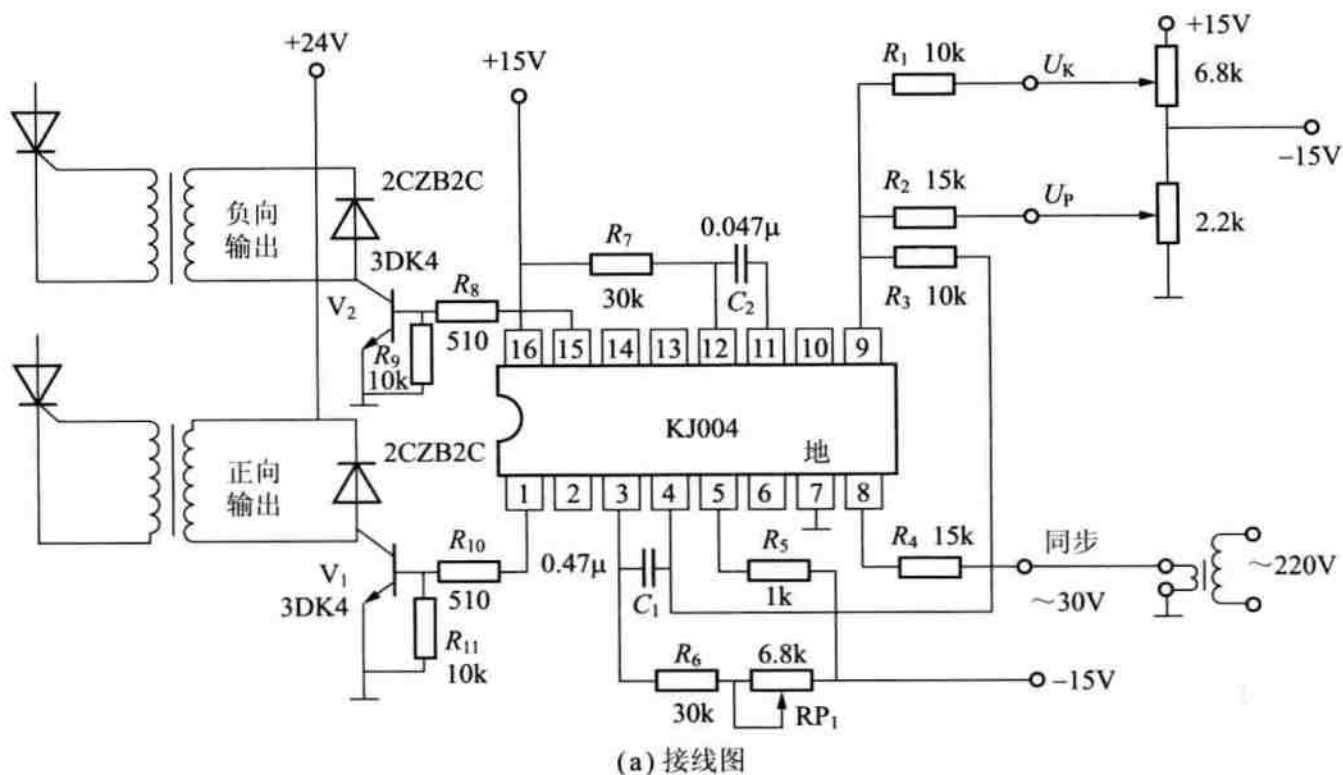 +24V
+15V
R₁ 10k
U_K
+15V
6.8k
−15V
2CZB2C
负向
输出
R₂ 15k
U_P
2.2k
3DK4
R₇
0.047μ
30k
C₂
R₃
10k
V₂
R₈
510
R₉
10k
16 15 14 13 12 11 10 9
KJ004
地
2CZB2C
正向
输出
1 2 3 4 5 6 7 8
R₁₀
510
0.47μ
C₁
R₅
1k
R₄ 15k
同步
~30V
~220V
V₁
3DK4
R₁₁
10k
R₆
30k
6.8k
RP₁
−15V
(a) 接线图